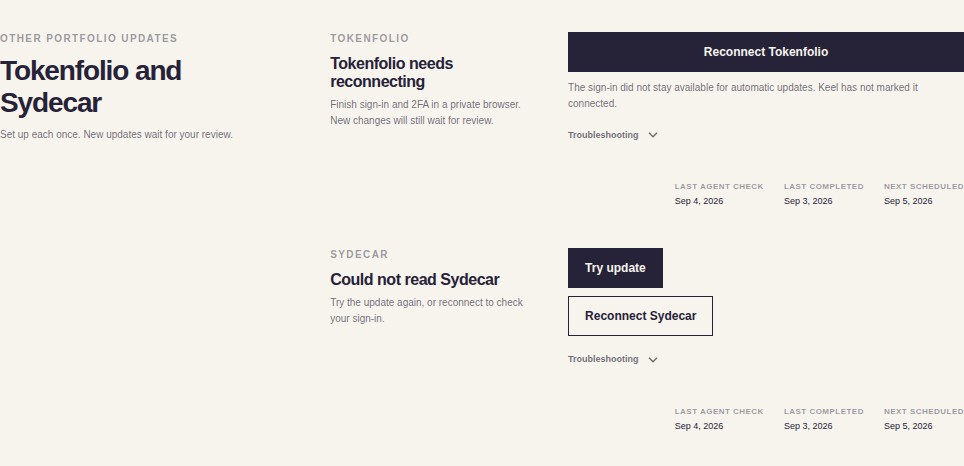 OTHER PORTFOLIO UPDATES
Tokenfolio and
Sydecar
Set up each once. New updates wait for your review.
TOKENFOLIO
Tokenfolio needs
reconnecting
Finish sign-in and 2FA in a private browser.
New changes will still wait for review.
Reconnect Tokenfolio
The sign-in did not stay available for automatic updates. Keel has not marked it
connected.
Troubleshooting
LAST AGENT CHECK LAST COMPLETED NEXT SCHEDULED
Sep 4, 2026 Sep 3, 2026 Sep 5, 2026
SYDECAR
Could not read Sydecar
Try the update again, or reconnect to check
your sign-in.
Try update
Reconnect Sydecar
Troubleshooting
LAST AGENT CHECK LAST COMPLETED NEXT SCHEDULED
Sep 4, 2026 Sep 3, 2026 Sep 5, 2026